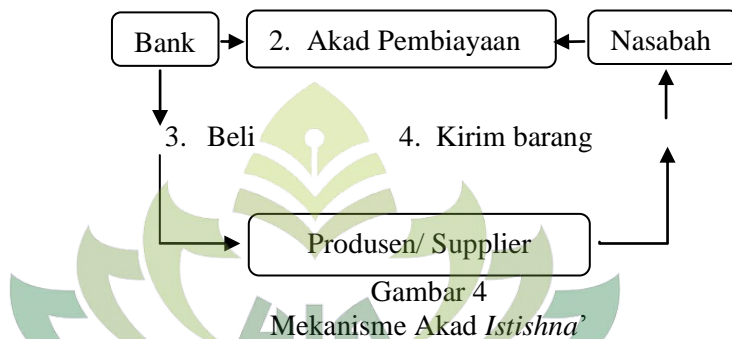 Bank 2. Akad Pembiayaan Nasabah
3. Beli 4. Kirim barang
Produsen/ Supplier
Gambar 4
Mekanisme Akad Istishna’